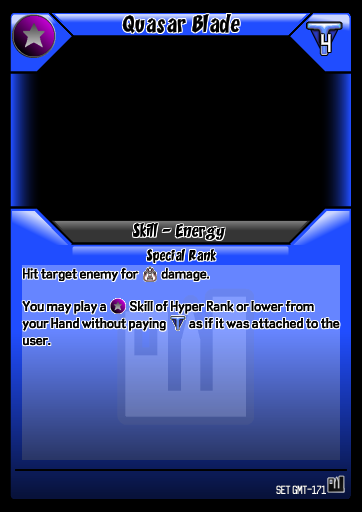 Quasar Blade
4
Skill - Energy
Special Rank
Hit target enemy for damage.
You may play a Skill of Hyper Rank or lower from
your Hand without paying as if it was attached to the
user.
SET GMT-171